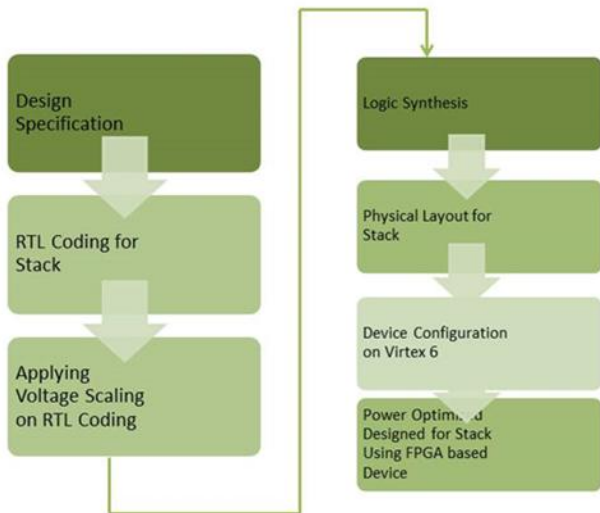 Design
Specification
RTL Coding for
Stack
Applying
Voltage Scaling
on RTL Coding
Logic Synthesis
Physical Layout for
Stack
Device Configuration
on Virtex 6
Power Optimized
Designed for Stack
Using FPGA based
Device